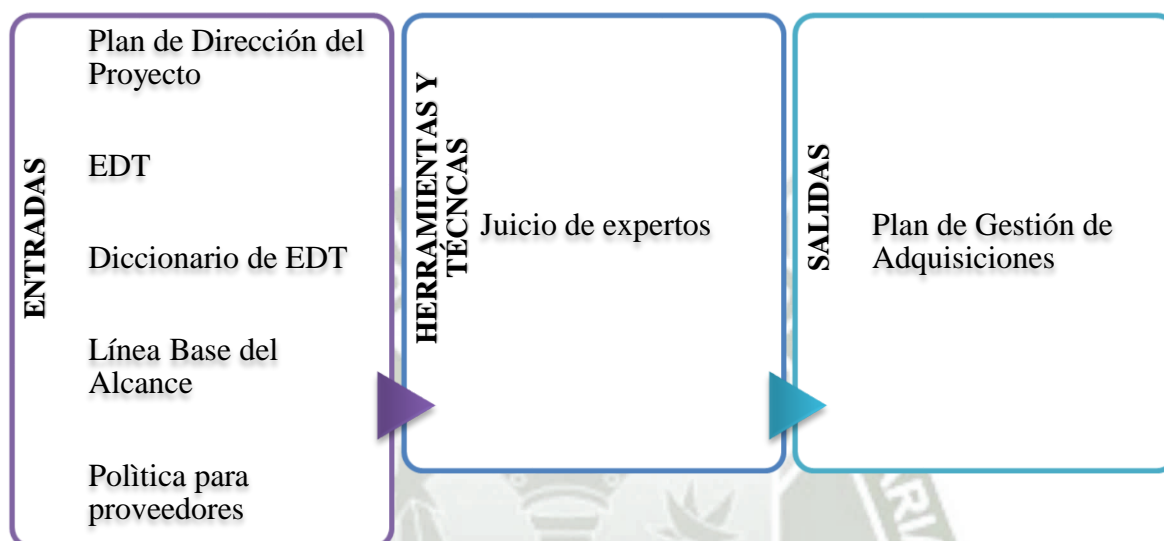 ENTRADAS
Plan de Dirección del
Proyecto
EDT
Diccionario de EDT
Línea Base del
Alcance
Polìtica para
proveedores
HERRAMIENTAS Y
TÉCNCAS
Juicio de expertos
SALIDAS
Plan de Gestión de
Adquisiciones